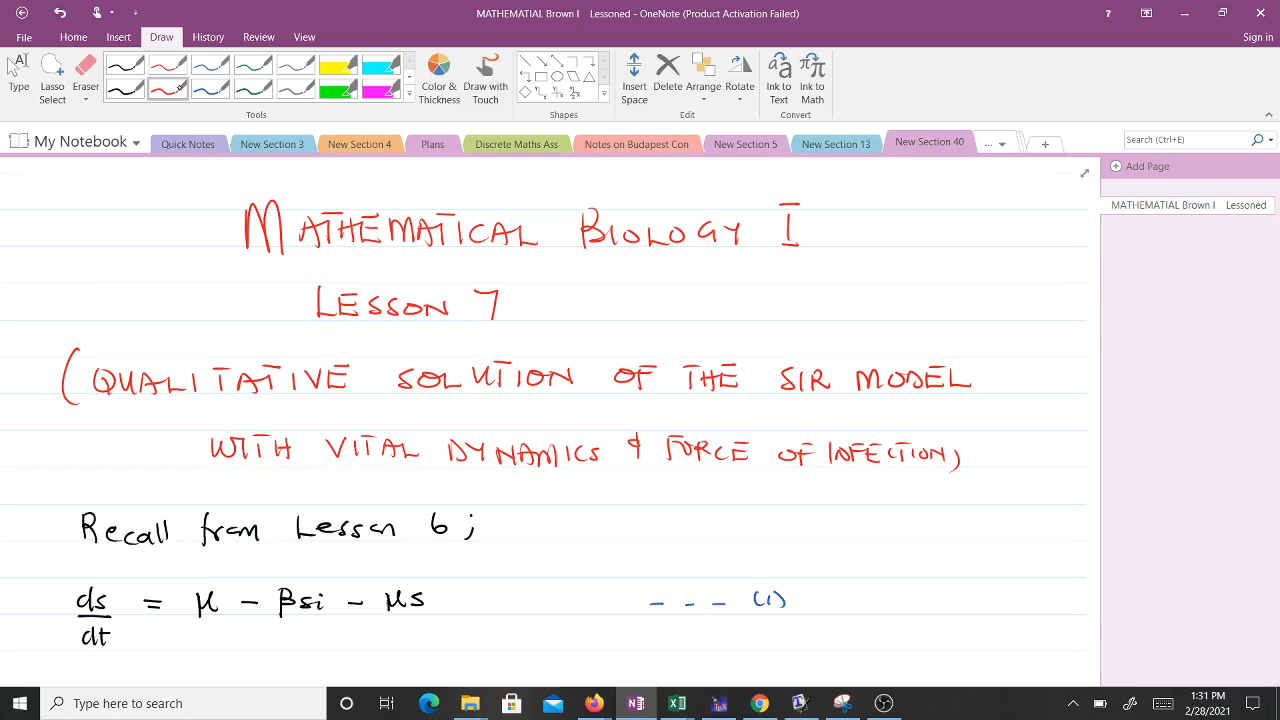 MATHEMATIAL Brown I Lessoned - OneNote (Product Activation Failed)
File Home Insert Draw History Review View Sign in
Type Lasso Select Eraser Color & Thickness Draw with Touch Insert Space Delete Arrange Rotate Ink to Text Ink to Math
Tools Shapes Edit Convert
My Notebook Quick Notes New Section 3 New Section 4 Plans Discrete Maths Ass Notes on Budapest Con New Section 5 New Section 13 New Section 40 ... Search (Ctrl+E)
Add Page
MATHEMATIAL Brown I Lessoned
MATHEMATICAL BIOLOGY I
LESSON 7
(QUALITATIVE SOLUTION OF THE SIR MODEL
WITH VITAL DYNAMICS & FORCE OF INFECTION)
Recall from Lesson 6;
ds/dt = μ - βsi - μs - - - (1)
Type here to search
1:31 PM
2/28/2021